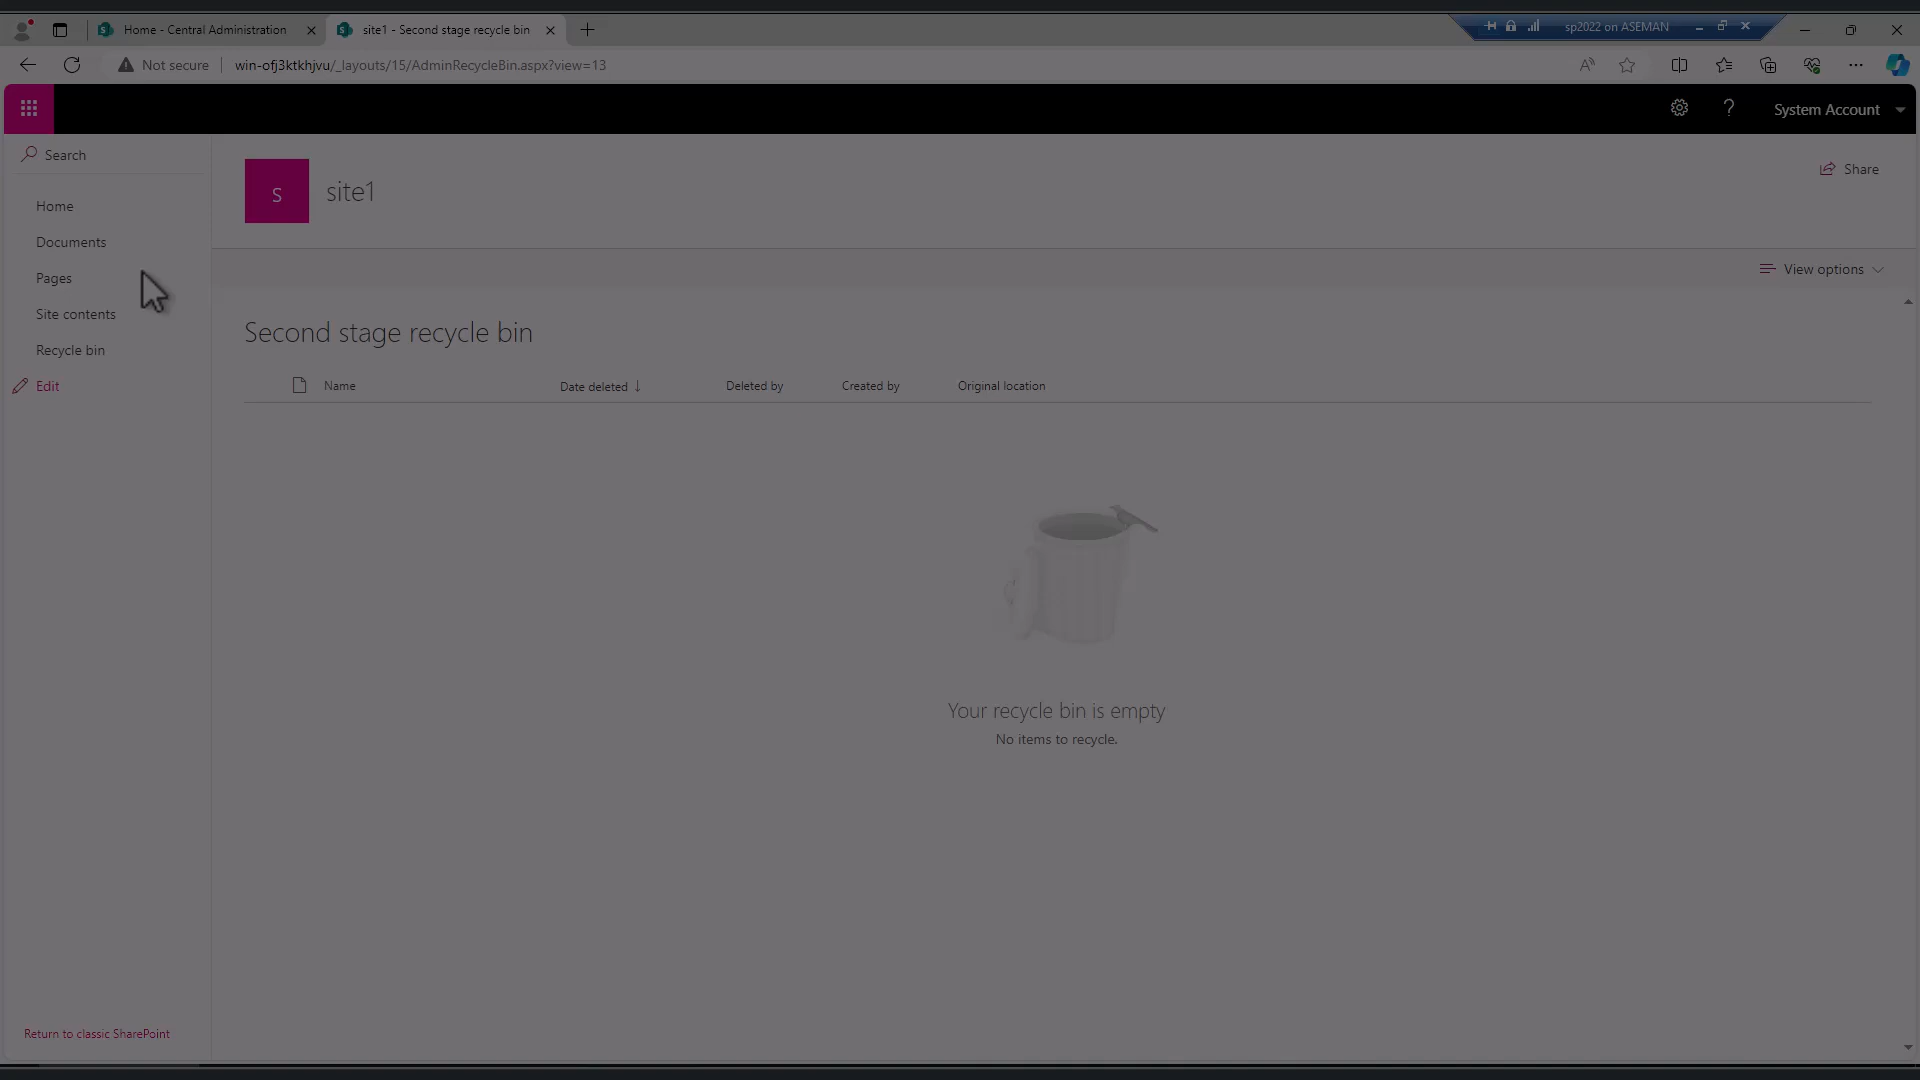 Home - Central Administration
site1 - Second stage recycle bin
sp2022 on ASEMAN
Not secure
win-ofj3ktkhjvu/_layouts/15/AdminRecycleBin.aspx?view=13
System Account
Search
Home
Documents
Pages
Site contents
Recycle bin
Edit
S
site1
Share
View options
Second stage recycle bin
Name
Date deleted ↓
Deleted by
Created by
Original location
Your recycle bin is empty
No items to recycle.
Return to classic SharePoint